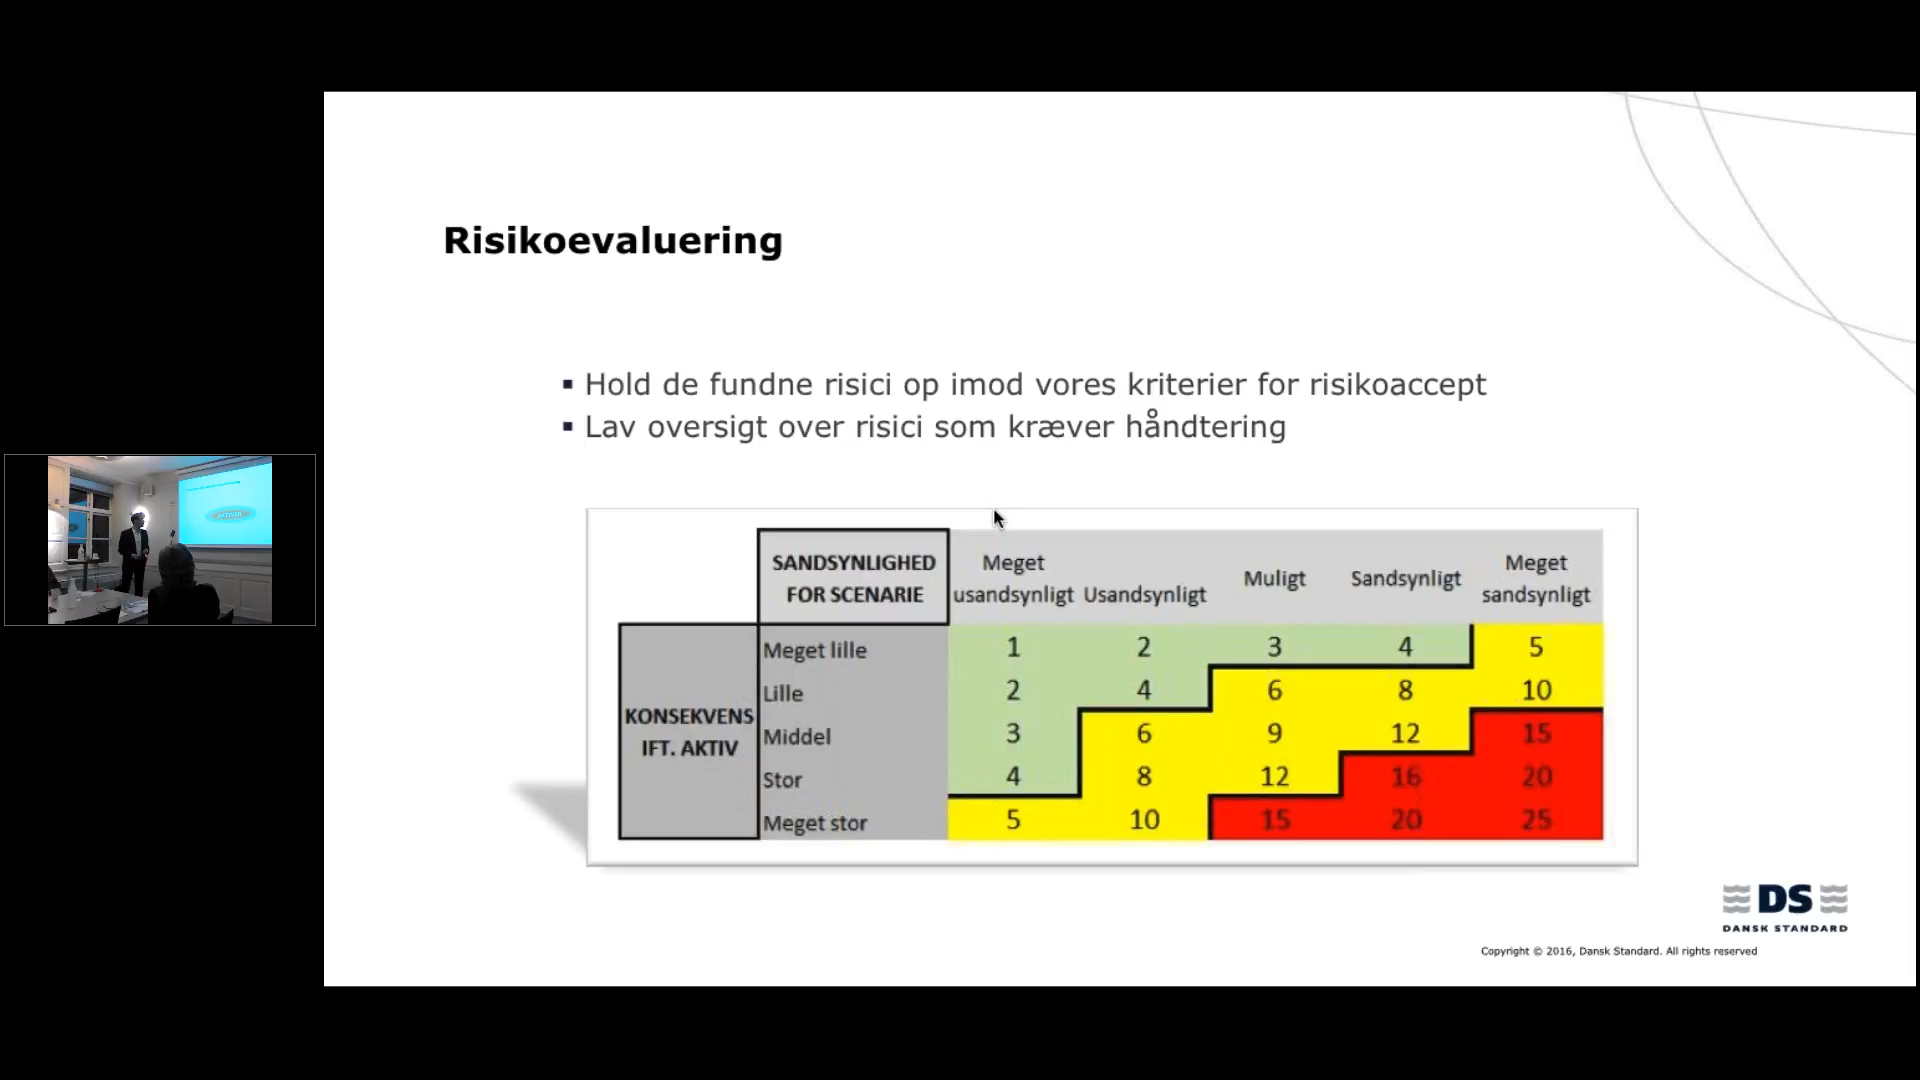 Risikoevaluering
▪ Hold de fundne risici op imod vores kriterier for risikoaccept
▪ Lav oversigt over risici som kræver håndtering
SANDSYNLIGHED FOR SCENARIE Meget usandsynligt Usandsynligt Muligt Sandsynligt Meget sandsynligt
KONSEKVENS IFT. AKTIV
Meget lille 1 2 3 4 5
Lille 2 4 6 8 10
Middel 3 6 9 12 15
Stor 4 8 12 16 20
Meget stor 5 10 15 20 25
DS
DANSK STANDARD
Copyright © 2016, Dansk Standard. All rights reserved